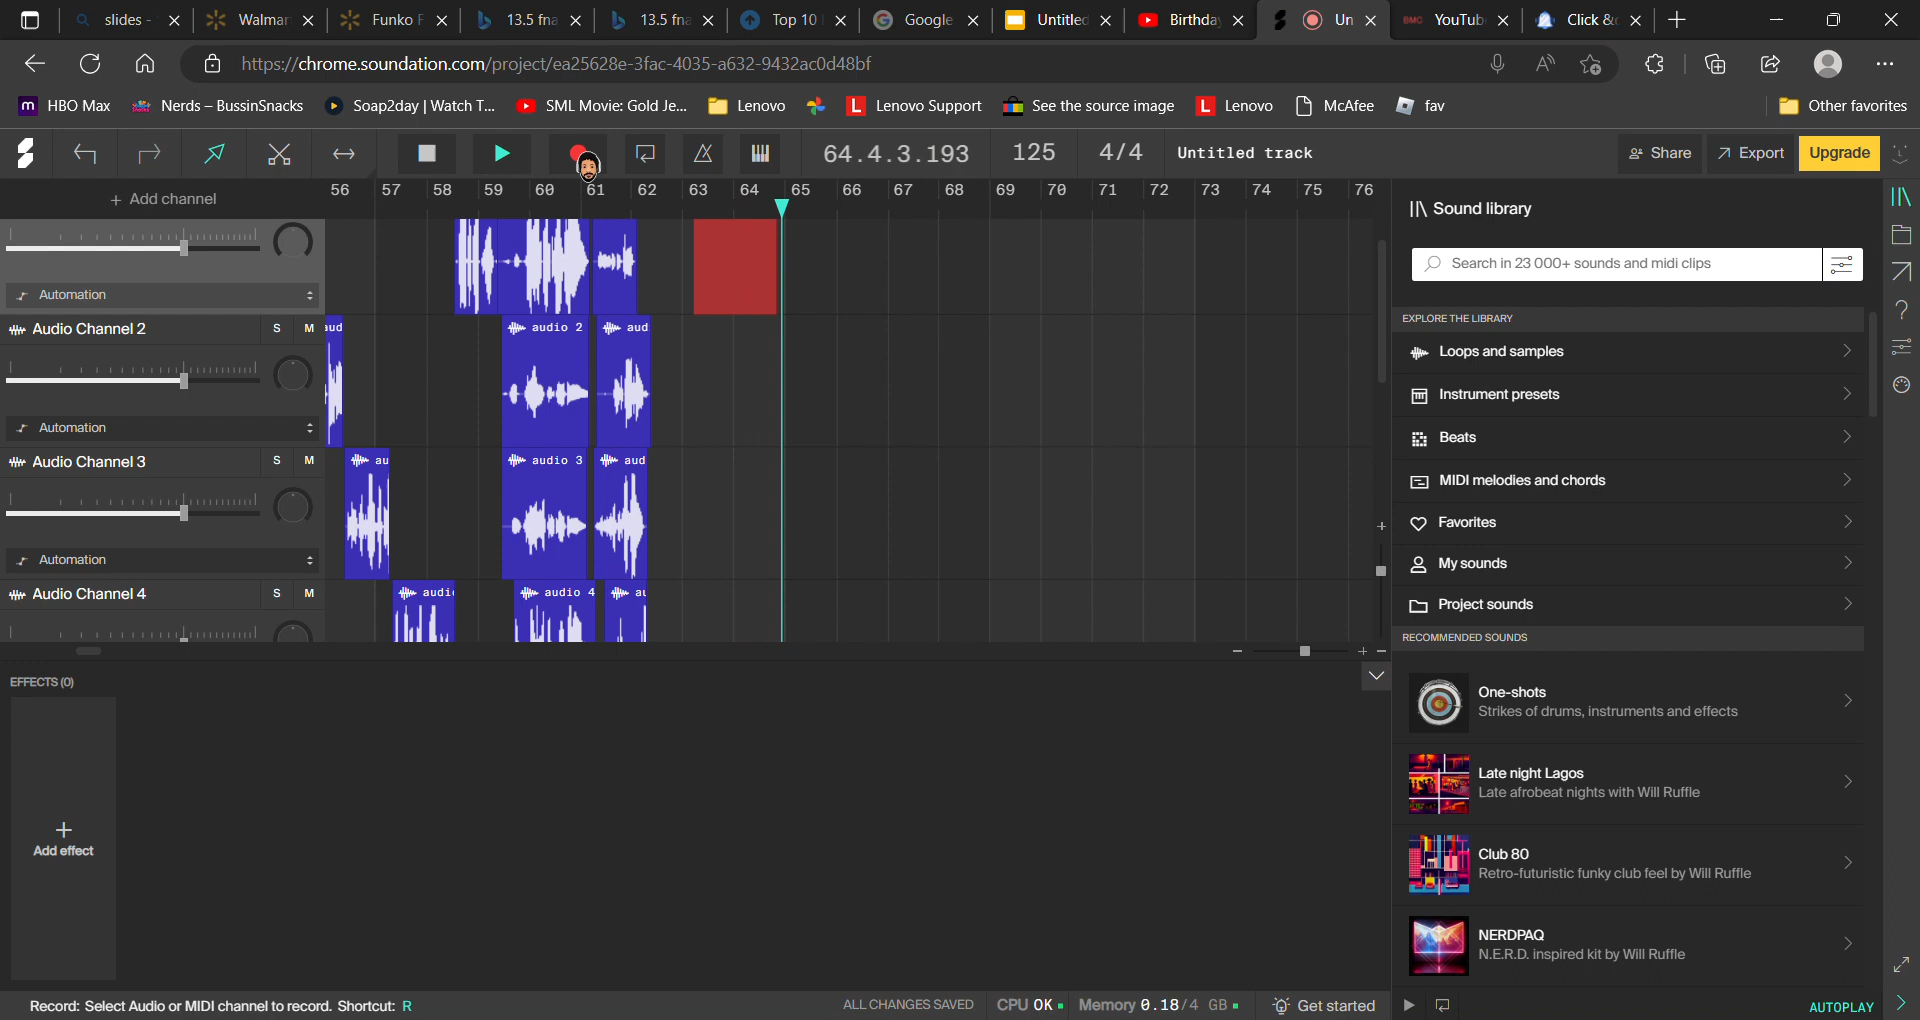 slides -
Walmar
Funko F
13.5 fna
13.5 fna
Top 10
Google
Untitled
Birthda
Un
YouTub
Click &
https://chrome.soundation.com/project/ea25628e-3fac-4035-a632-9432ac0d48bf
HBO Max
Nerds – BussinSnacks
Soap2day | Watch T...
SML Movie: Gold Je...
Lenovo
Lenovo Support
See the source image
Lenovo
McAfee
fav
Other favorites
64.4.3.193
125
4/4
Untitled track
Share
Export
Upgrade
+ Add channel
56 57 58 59 60 61 62 63 64 65 66 67 68 69 70 71 72 73 74 75 76
Automation
Audio Channel 2
S M
aud
audio 2
aud
Automation
Audio Channel 3
S M
au
audio 3
aud
Automation
Audio Channel 4
S M
audio
audio 4
au
Sound library
Search in 23 000+ sounds and midi clips
EXPLORE THE LIBRARY
Loops and samples
Instrument presets
Beats
MIDI melodies and chords
Favorites
My sounds
Project sounds
RECOMMENDED SOUNDS
One-shots
Strikes of drums, instruments and effects
Late night Lagos
Late afrobeat nights with Will Ruffle
Club 80
Retro-futuristic funky club feel by Will Ruffle
NERDPAQ
N.E.R.D. inspired kit by Will Ruffle
EFFECTS (0)
+
Add effect
Record: Select Audio or MIDI channel to record. Shortcut: R
ALL CHANGES SAVED
CPU OK
Memory 0.18/4 GB
Get started
AUTOPLAY